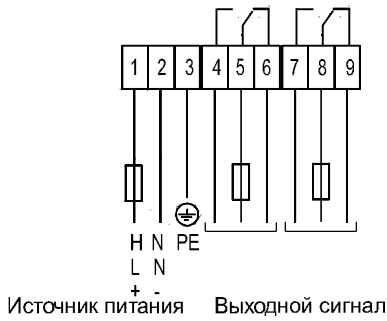 1 2 3 4 5 6 7 8 9
H N PE
L N
+ -
Источник питания Выходной сигнал